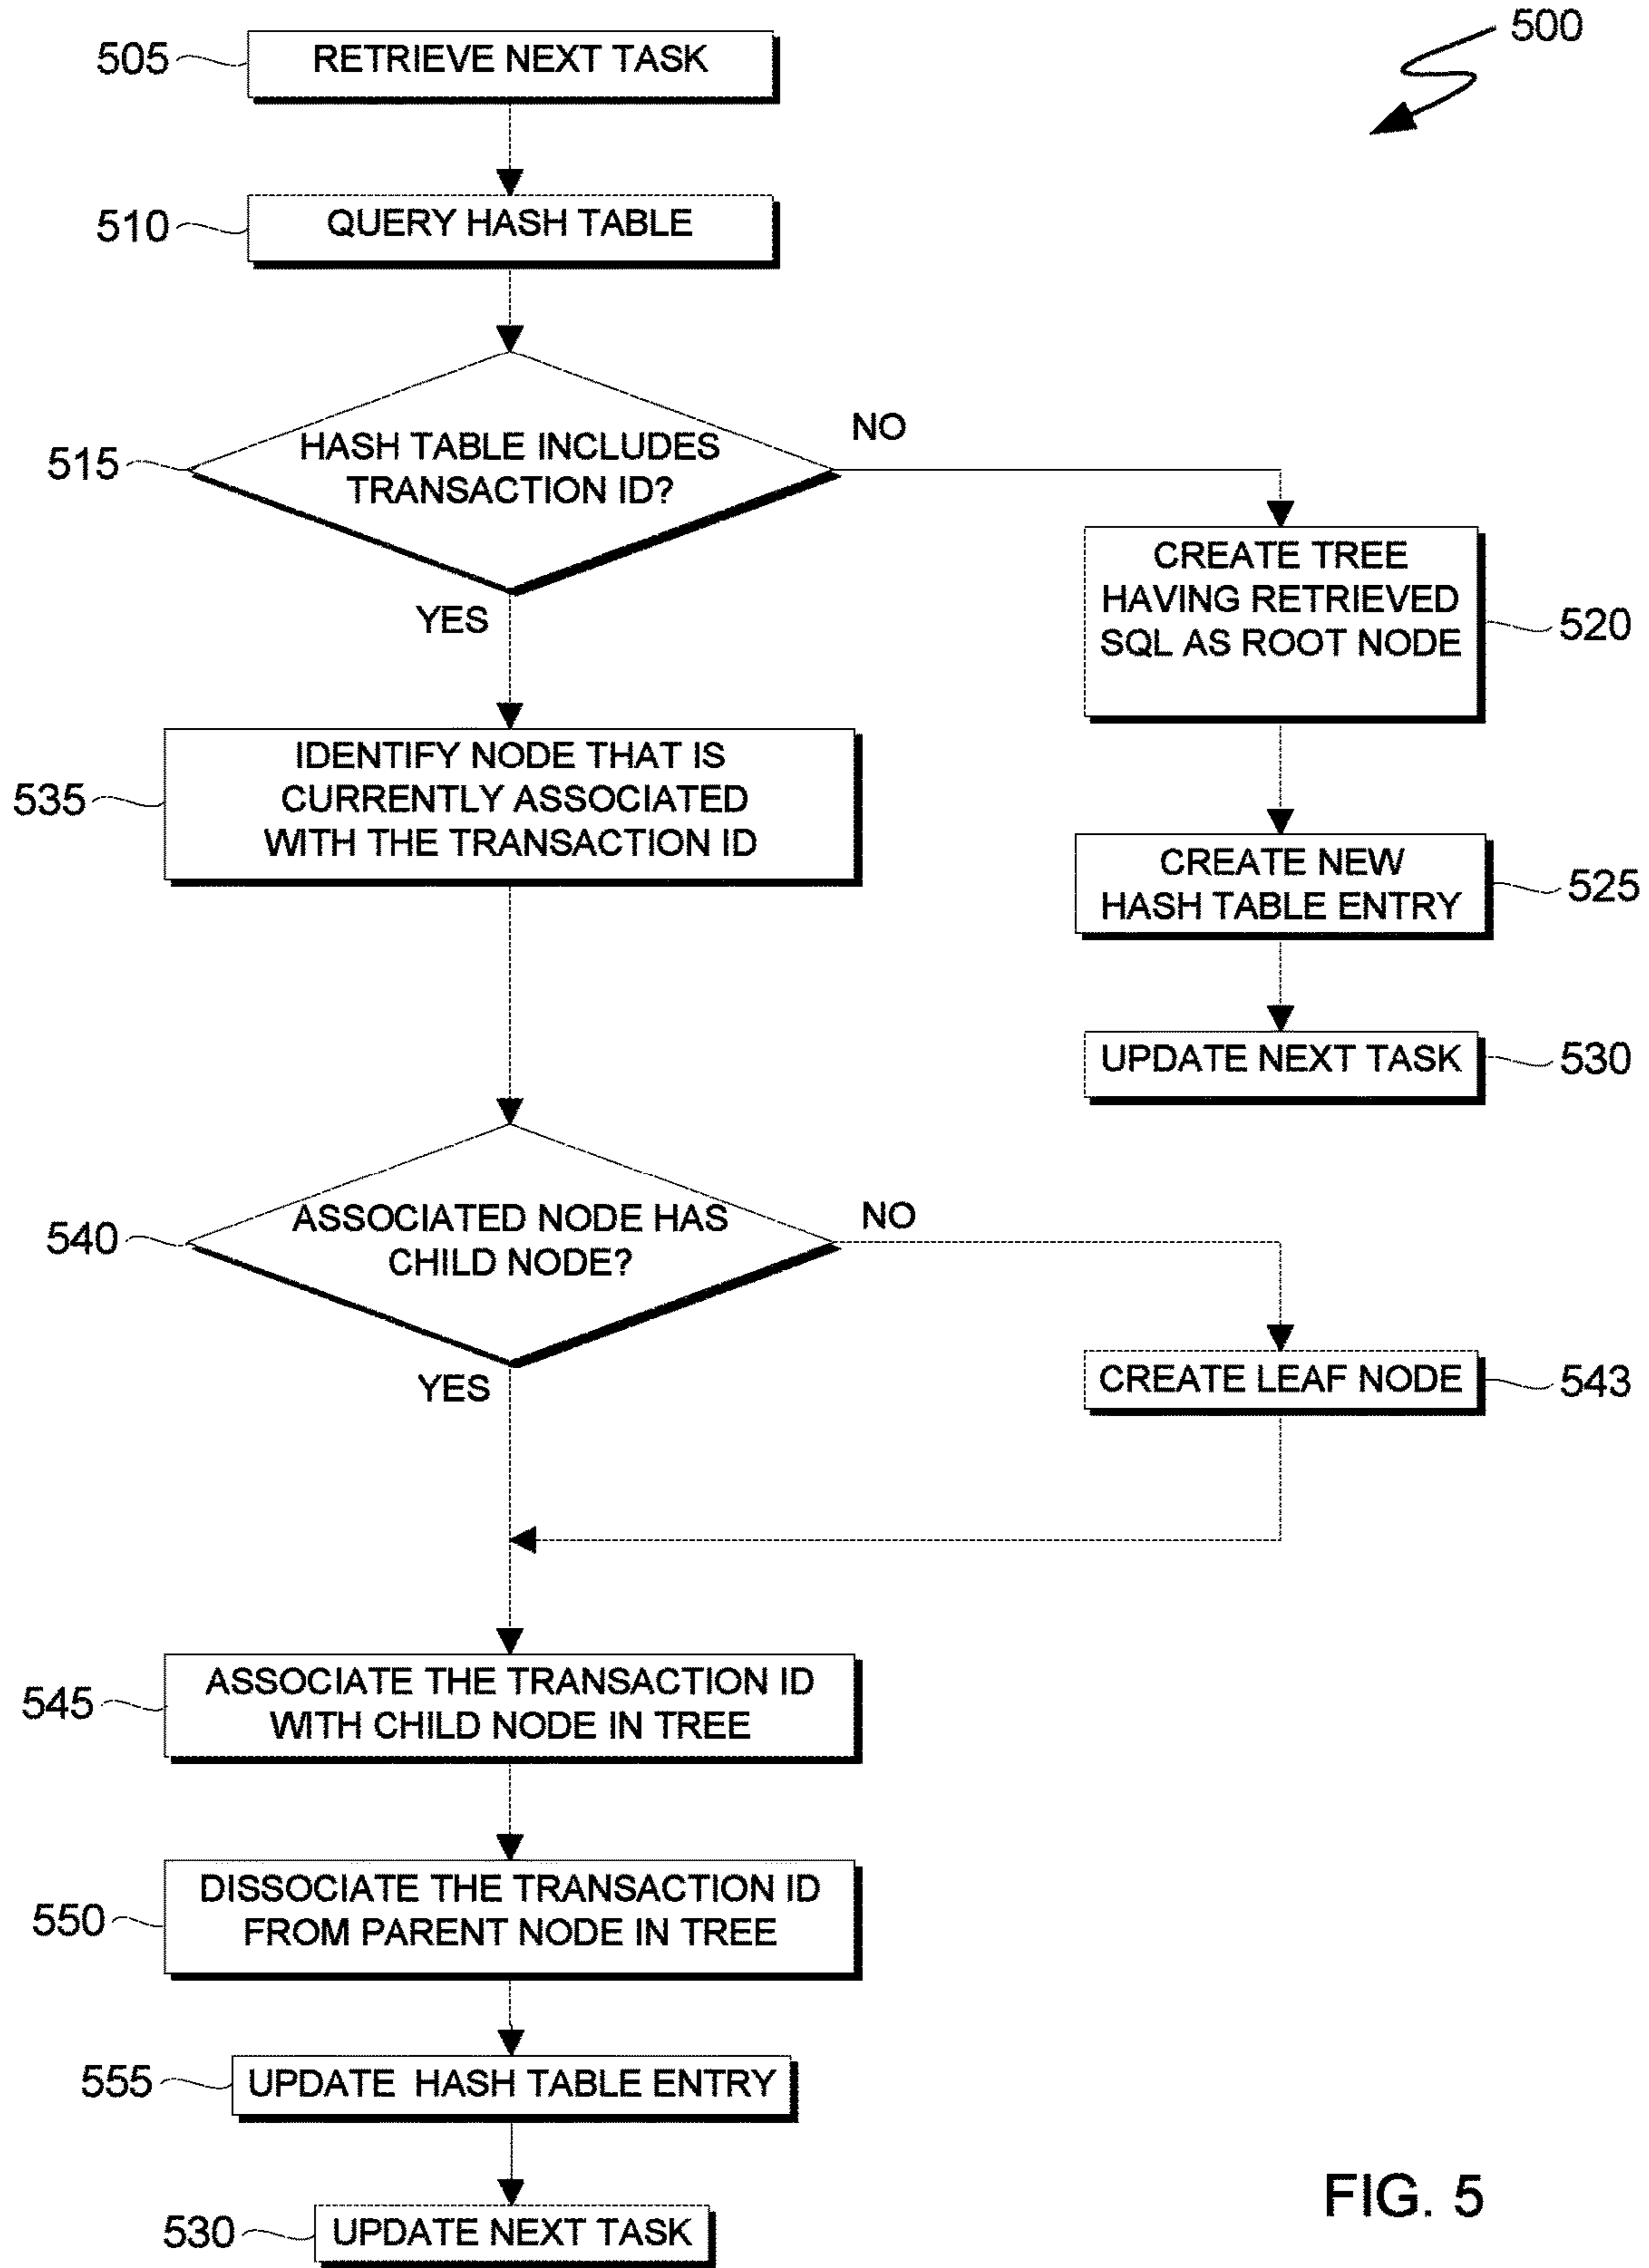 500
505
RETRIEVE NEXT TASK
510
QUERY HASH TABLE
515
HASH TABLE INCLUDES
TRANSACTION ID?
NO
YES
CREATE TREE
HAVING RETRIEVED
SQL AS ROOT NODE
520
535
IDENTIFY NODE THAT IS
CURRENTLY ASSOCIATED
WITH THE TRANSACTION ID
CREATE NEW
HASH TABLE ENTRY
525
UPDATE NEXT TASK
530
540
ASSOCIATED NODE HAS
CHILD NODE?
NO
YES
CREATE LEAF NODE
543
545
ASSOCIATE THE TRANSACTION ID
WITH CHILD NODE IN TREE
550
DISSOCIATE THE TRANSACTION ID
FROM PARENT NODE IN TREE
555
UPDATE HASH TABLE ENTRY
530
UPDATE NEXT TASK
FIG. 5